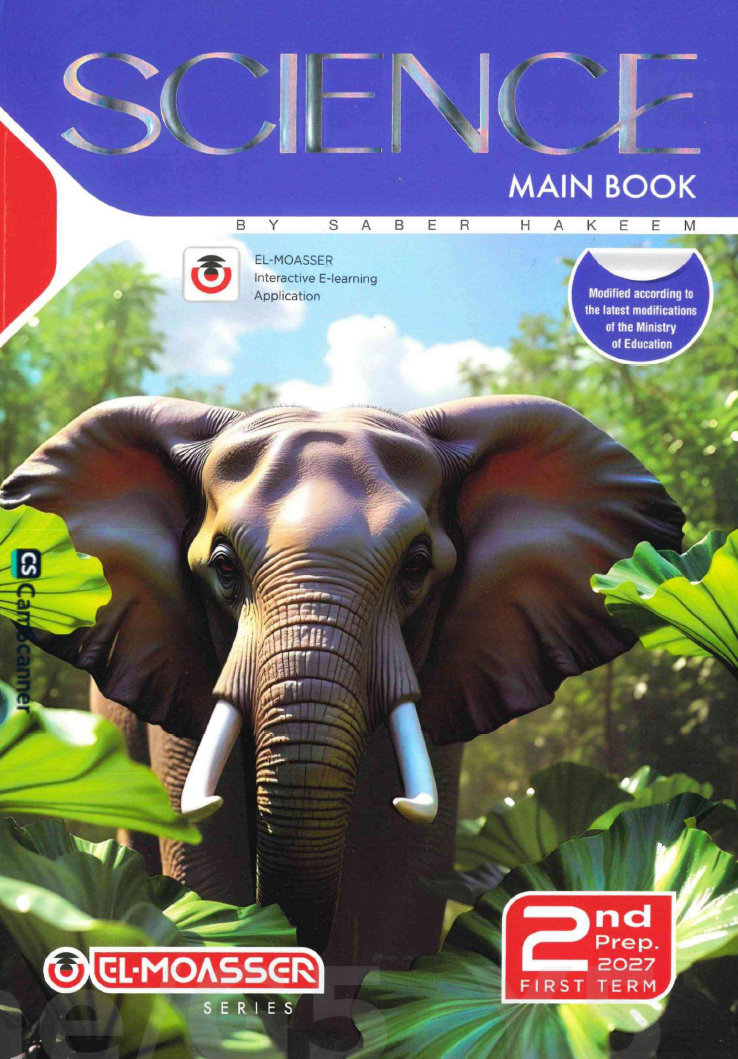 SCIENCE
MAIN BOOK
BY SABER HAKEEM
EL-MOASSER
Interactive E-learning
Application
Modified according to
the latest modifications
of the Ministry
of Education
CS CamScanner
2nd
Prep.
2027
FIRST TERM
EL-MOASSER
SERIES